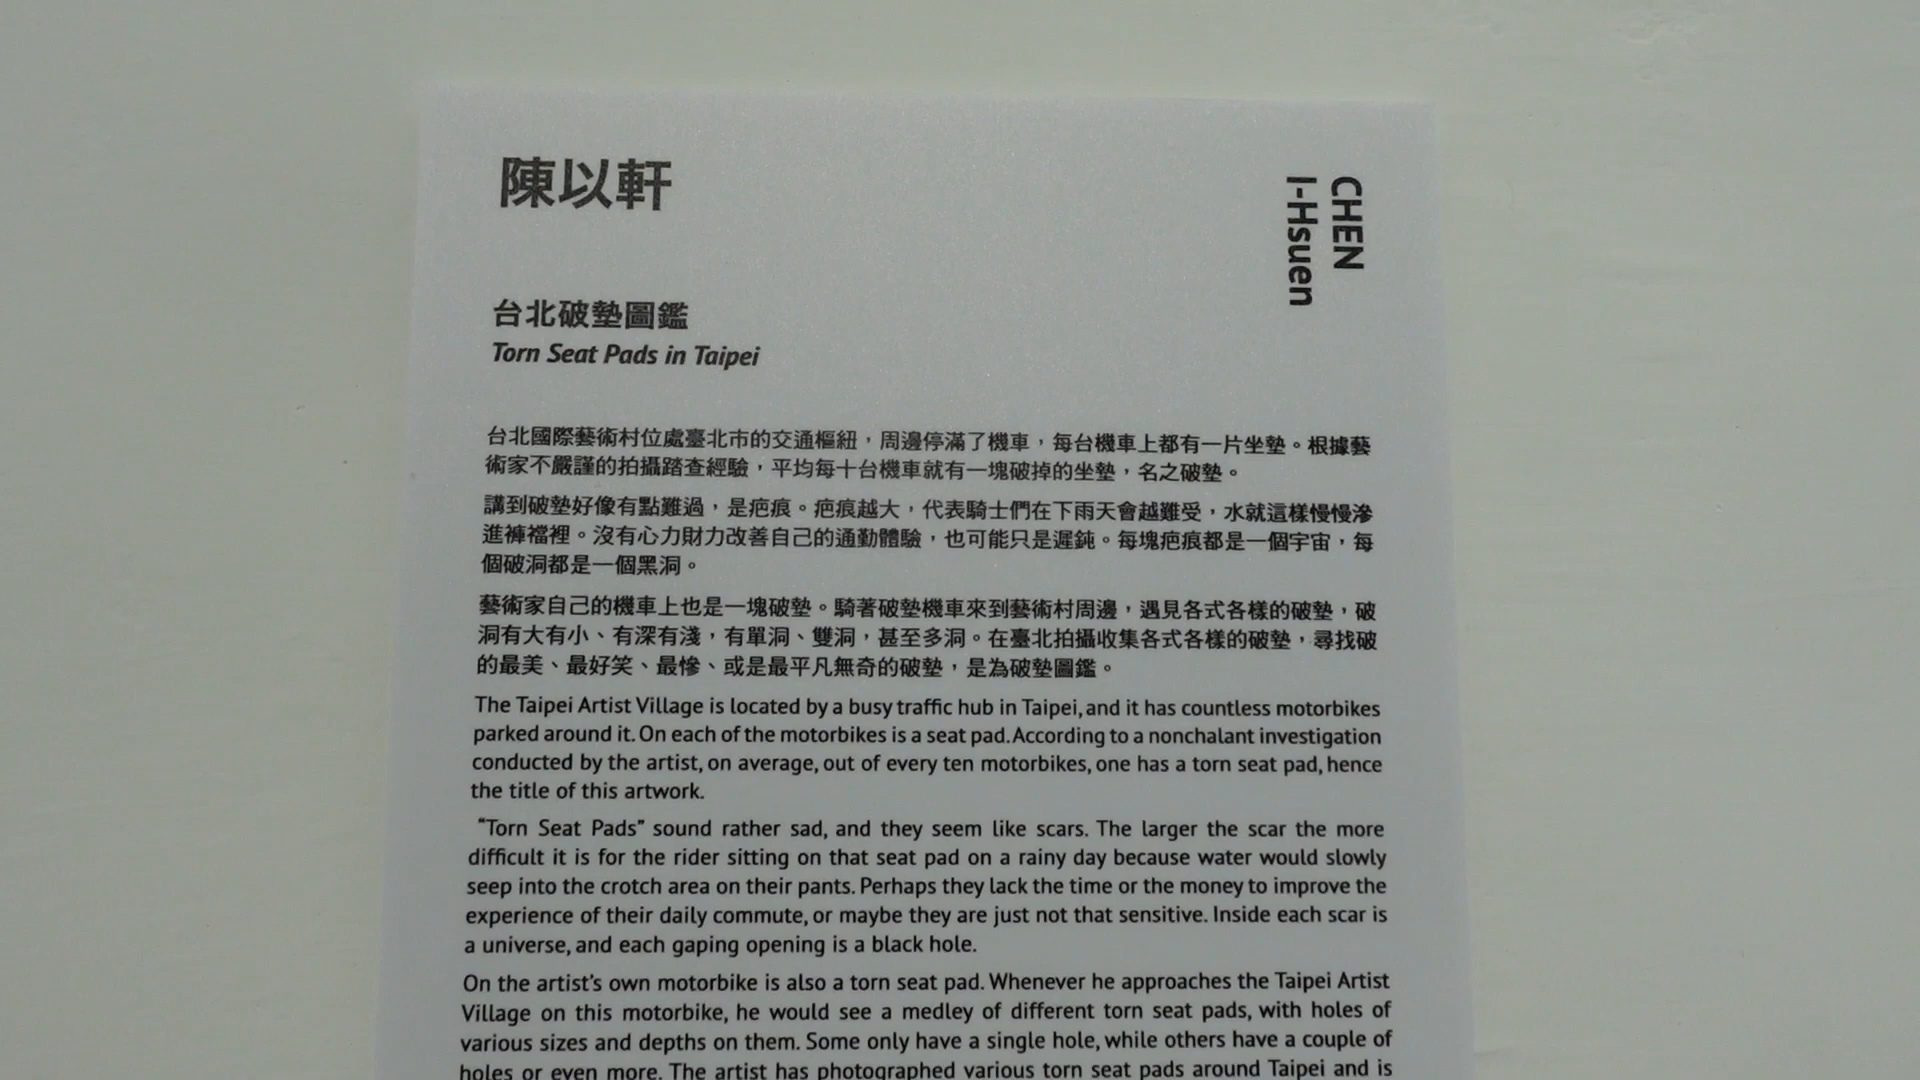 陳以軒
CHEN
I-Hsuen
台北破墊圖鑑
Torn Seat Pads in Taipei
台北國際藝術村位處臺北市的交通樞紐，周邊停滿了機車，每台機車上都有一片坐墊。根據藝
術家不嚴謹的拍攝踏查經驗，平均每十台機車就有一塊破掉的坐墊，名之破墊。
講到破墊好像有點難過，是疤痕。疤痕越大，代表騎士們在下雨天會越難受，水就這樣慢慢滲
進褲襠裡。沒有心力財力改善自己的通勤體驗，也可能只是遲鈍。每塊疤痕都是一個宇宙，每
個破洞都是一個黑洞。
藝術家自己的機車上也是一塊破墊。騎著破墊機車來到藝術村周邊，遇見各式各樣的破墊，破
洞有大有小、有深有淺，有單洞、雙洞，甚至多洞。在臺北拍攝收集各式各樣的破墊，尋找破
的最美、最好笑、最慘、或是最平凡無奇的破墊，是為破墊圖鑑。
The Taipei Artist Village is located by a busy traffic hub in Taipei, and it has countless motorbikes
parked around it. On each of the motorbikes is a seat pad. According to a nonchalant investigation
conducted by the artist, on average, out of every ten motorbikes, one has a torn seat pad, hence
the title of this artwork.
“Torn Seat Pads” sound rather sad, and they seem like scars. The larger the scar the more
difficult it is for the rider sitting on that seat pad on a rainy day because water would slowly
seep into the crotch area on their pants. Perhaps they lack the time or the money to improve the
experience of their daily commute, or maybe they are just not that sensitive. Inside each scar is
a universe, and each gaping opening is a black hole.
On the artist’s own motorbike is also a torn seat pad. Whenever he approaches the Taipei Artist
Village on this motorbike, he would see a medley of different torn seat pads, with holes of
various sizes and depths on them. Some only have a single hole, while others have a couple of
holes or even more. The artist has photographed various torn seat pads around Taipei and is